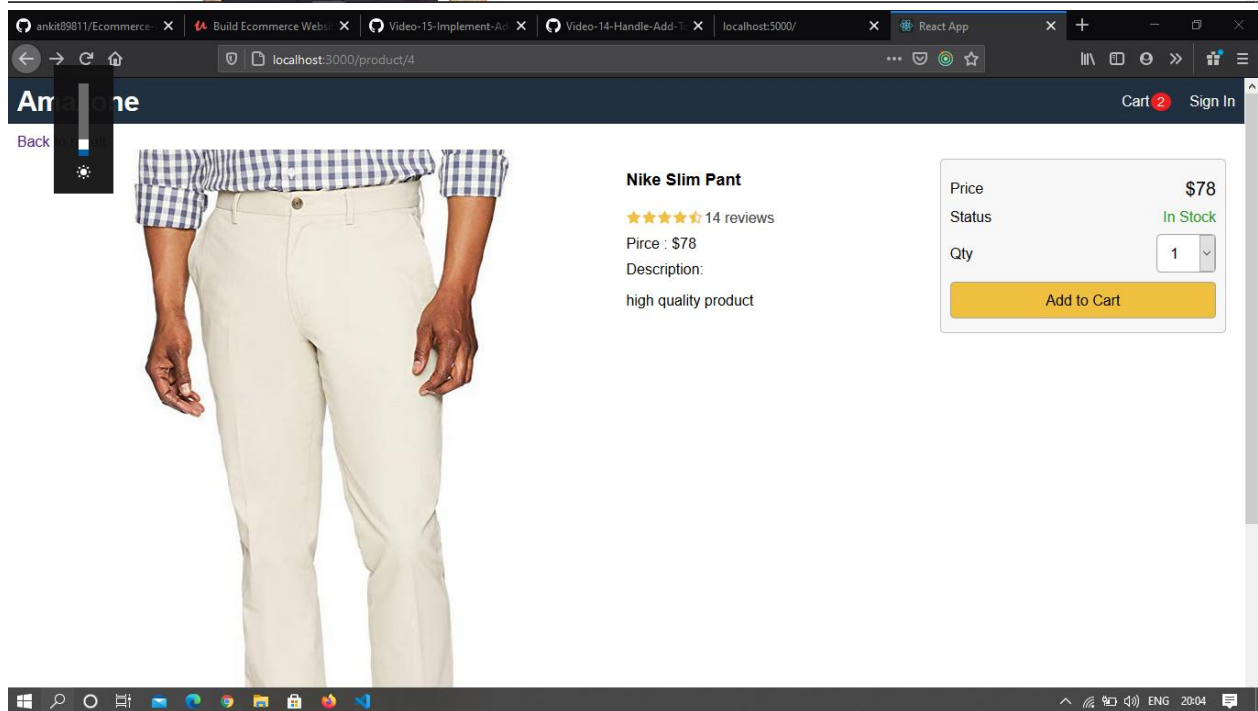 ankit89811/Ecommerce-
Build Ecommerce Websi
Video-15-Implement-Ad
Video-14-Handle-Add-T
localhost:5000/
React App
localhost:3000/product/4
Cart 2 Sign In
Back
Nike Slim Pant
14 reviews
Pirce : $78
Description:
high quality product
Price $78
Status In Stock
Qty 1
Add to Cart
ENG 20:04